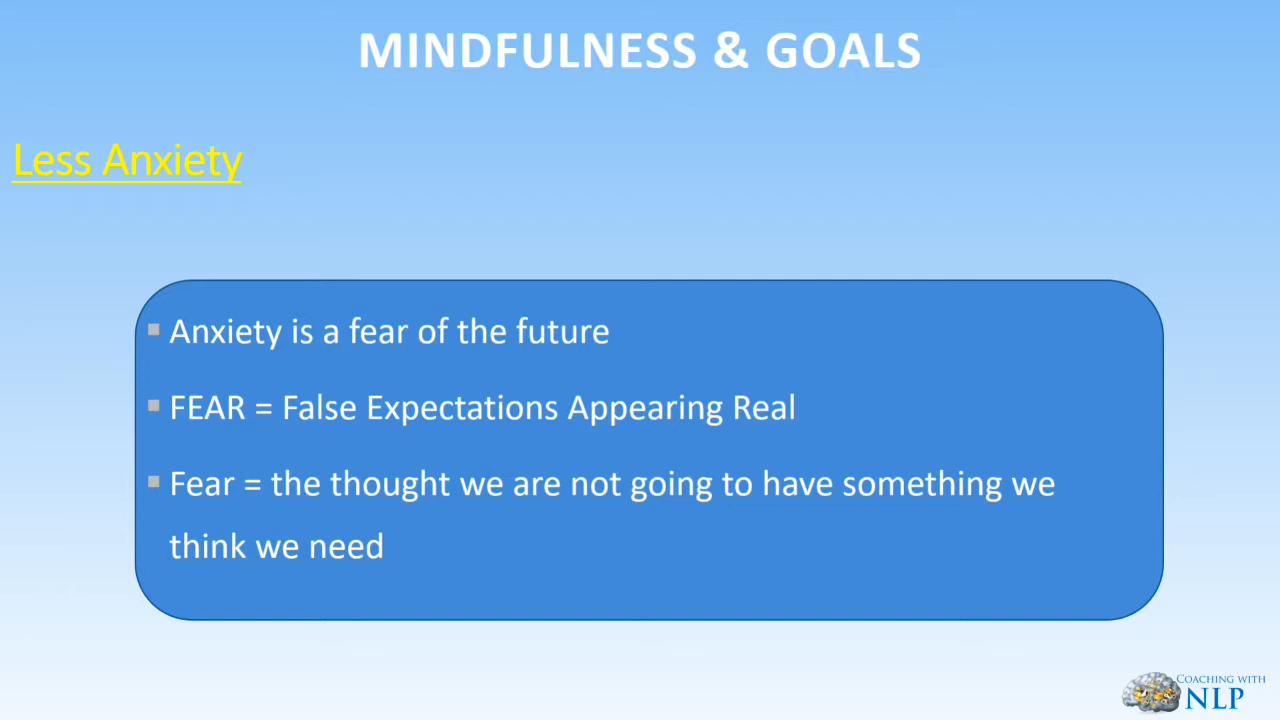 MINDFULNESS & GOALS
Less Anxiety
▪ Anxiety is a fear of the future
▪ FEAR = False Expectations Appearing Real
▪ Fear = the thought we are not going to have something we
think we need
COACHING WITH
NLP